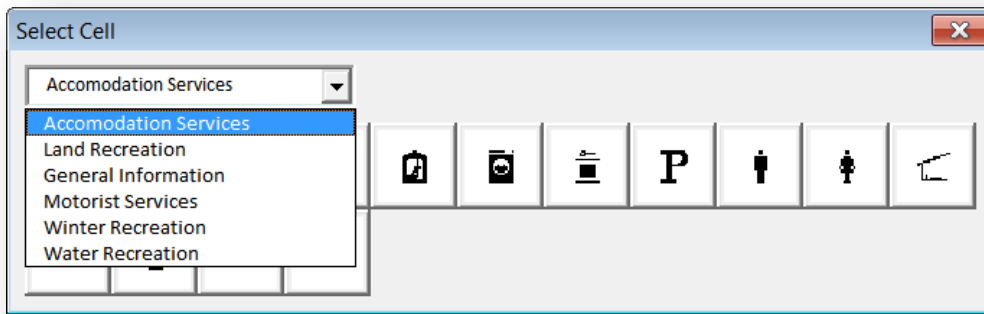 Select Cell
Accomodation Services
Accomodation Services
Land Recreation
General Information
Motorist Services
Winter Recreation
Water Recreation
P